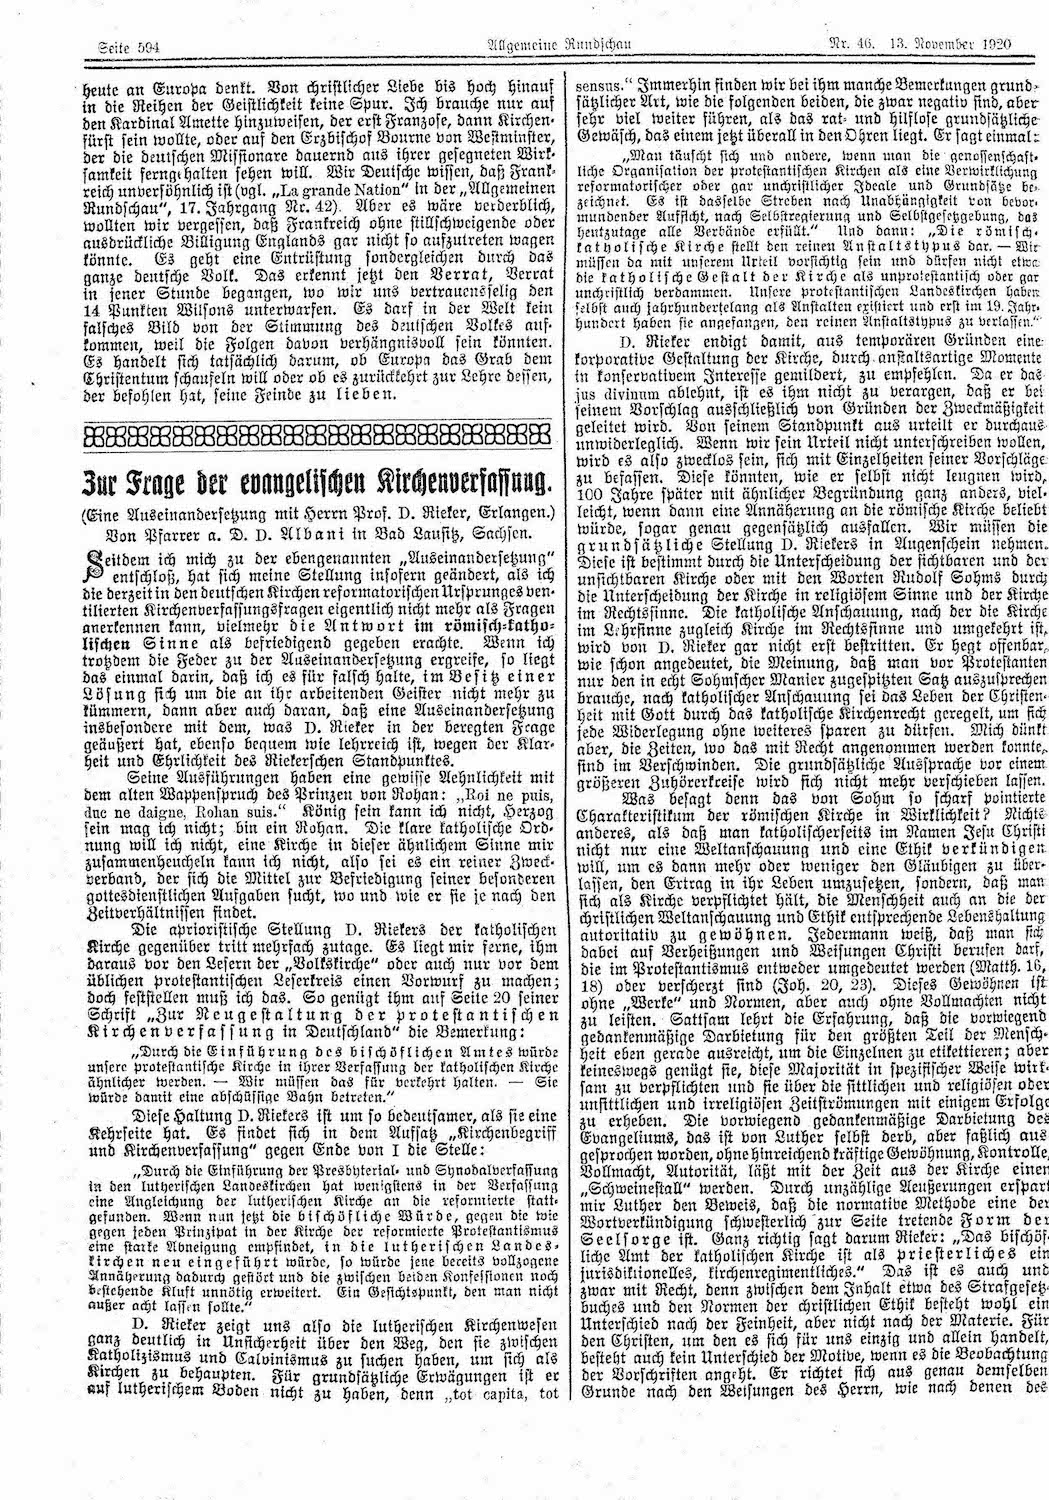 Seite 594
Allgemeine Rundschau
Nr. 46. 13. November 1920
heute an Europa denkt. Von christlicher Liebe bis hoch hinauf
in die Reihen der Geistlichkeit keine Spur. Ich brauche nur auf
den Kardinal Amette hinzuweisen, der erst Franzose, dann Kirchen-
fürst sein wollte, oder auf den Erzbischof Bourne von Westminster,
der die deutschen Missionare dauernd aus ihrer gesegneten Wirk-
samkeit ferngehalten sehen will. Wir Deutsche wissen, daß Frank-
reich unversöhnlich ist (vgl. „La grande Nation“ in der „Allgemeinen
Rundschau“, 17. Jahrgang Nr. 42). Aber es wäre verderblich,
wollten wir vergessen, daß Frankreich ohne stillschweigende oder
ausdrückliche Billigung Englands gar nicht so aufzutreten wagen
könnte. Es geht eine Entrüstung sondergleichen durch das
ganze deutsche Volk. Das erkennt jetzt den Verrat, Verrat
in jener Stunde begangen, wo wir uns vertrauensselig den
14 Punkten Wilsons unterwarfen. Es darf in der Welt kein
falsches Bild von der Stimmung des deutschen Volkes auf-
kommen, weil die Folgen davon verhängnisvoll sein könnten.
Es handelt sich tatsächlich darum, ob Europa das Grab dem
Christentum schaufeln will oder ob es zurückkehrt zur Lehre dessen,
der befohlen hat, seine Feinde zu lieben.
Zur Frage der evangelischen Kirchenverfassung.
(Eine Auseinandersetzung mit Herrn Prof. D. Rieker, Erlangen.)
Von Pfarrer a. D. D. Albani in Bad Lausitz, Sachsen.
Seitdem ich mich zu der ebengenannten „Auseinandersetzung“
entschloß, hat sich meine Stellung insofern geändert, als ich
die derzeit in den deutschen Kirchen reformatorischen Ursprunges ven-
tilierten Kirchenverfassungsfragen eigentlich nicht mehr als Fragen
anerkennen kann, vielmehr die Antwort im römisch-katho-
lischen Sinne als befriedigend gegeben erachte. Wenn ich
trotzdem die Feder zu der Auseinandersetzung ergreife, so liegt
das einmal darin, daß ich es für falsch halte, im Besitz einer
Lösung sich um die an ihr arbeitenden Geister nicht mehr zu
kümmern, dann aber auch daran, daß eine Auseinandersetzung
insbesondere mit dem, was D. Rieker in der beregten Frage
geäußert hat, ebenso bequem wie lehrreich ist, wegen der Klar-
heit und Ehrlichkeit des Riekerschen Standpunktes.
Seine Ausführungen haben eine gewisse Aehnlichkeit mit
dem alten Wappenspruch des Prinzen von Rohan: „Roi ne puis,
duc ne daigne, Rohan suis.“ König sein kann ich nicht, Herzog
sein mag ich nicht; bin ein Rohan. Die klare katholische Ord-
nung will ich nicht, eine Kirche in dieser ähnlichem Sinne mir
zusammenheucheln kann ich nicht, also sei es ein reiner Zweck-
verband, der sich die Mittel zur Befriedigung seiner besonderen
gottesdienstlichen Aufgaben sucht, wo und wie er sie je nach den
Zeitverhältnissen findet.
Die aprioristische Stellung D. Riekers der katholischen
Kirche gegenüber tritt mehrfach zutage. Es liegt mir ferne, ihm
daraus vor den Lesern der „Volkskirche“ oder auch nur vor dem
üblichen protestantischen Leserkreis einen Vorwurf zu machen;
doch feststellen muß ich das. So genügt ihm auf Seite 20 seiner
Schrift „Zur Neugestaltung der protestantischen
Kirchenverfassung in Deutschland“ die Bemerkung:
„Durch die Einführung des bischöflichen Amtes würde
unsere protestantische Kirche in ihrer Verfassung der katholischen Kirche
ähnlicher werden. — Wir müssen das für verkehrt halten. — Sie
würde damit eine abschüssige Bahn betreten.“
Diese Haltung D. Riekers ist um so bedeutsamer, als sie eine
Kehrseite hat. Es findet sich in dem Aufsatz „Kirchenbegriff
und Kirchenverfassung“ gegen Ende von I die Stelle:
„Durch die Einführung der Presbyterial- und Synodalverfassung
in den lutherischen Landeskirchen hat wenigstens in der Verfassung
eine Angleichung der lutherischen Kirche an die reformierte statt-
gefunden. Wenn nun jetzt die bischöfliche Würde, gegen die wie
gegen jeden Prinzipat in der Kirche der reformierte Protestantismus
eine starke Abneigung empfindet, in die lutherischen Landes-
kirchen neu eingeführt würde, so würde jene bereits vollzogene
Annäherung dadurch gestört und die zwischen beiden Konfessionen noch
bestehende Kluft unnötig erweitert. Ein Gesichtspunkt, den man nicht
außer acht lassen sollte.“
D. Rieker zeigt uns also die lutherischen Kirchenwesen
ganz deutlich in Unsicherheit über den Weg, den sie zwischen
Katholizismus und Calvinismus zu suchen haben, um sich als
Kirchen zu behaupten. Für grundsätzliche Erwägungen ist er
auf lutherischem Boden nicht zu haben, denn „tot capita, tot
sensus.“ Immerhin finden wir bei ihm manche Bemerkungen grund-
sätzlicher Art, wie die folgenden beiden, die zwar negativ sind, aber
sehr viel weiter führen, als das rat- und hilflose grundsätzliche
Gewäsch, das einem jetzt überall in den Ohren liegt. Er sagt einmal:
„Man täuscht sich und andere, wenn man die genossenschaft-
liche Organisation der protestantischen Kirchen als eine Verwirklichung
reformatorischer oder gar unchristlicher Ideale und Grundsätze be-
zeichnet. Es ist dasselbe Streben nach Unabhängigkeit von bevor-
mundender Aufsicht, nach Selbstregierung und Selbstgesetzgebung, das
heutzutage alle Verbände erfüllt.“ Und dann: „Die römisch-
katholische Kirche stellt den reinen Anstaltstypus dar. — Wir
müssen da mit unserem Urteil vorsichtig sein und dürfen nicht etwa
die katholische Gestalt der Kirche als unprotestantisch oder gar
unchristlich verdammen. Unsere protestantischen Landeskirchen haben
selbst auch jahrhundertelang als Anstalten existiert und erst im 19. Jahr-
hundert haben sie angefangen, den reinen Anstaltstypus zu verlassen.“
D. Rieker endigt damit, aus temporären Gründen eine
korporative Gestaltung der Kirche, durch anstaltsartige Momente
in konservativem Interesse gemildert, zu empfehlen. Da er das
jus divinum ablehnt, ist es ihm nicht zu verargen, daß er bei
seinem Vorschlag ausschließlich von Gründen der Zweckmäßigkeit
geleitet wird. Von seinem Standpunkt aus urteilt er durchaus
unwiderleglich. Wenn wir sein Urteil nicht unterschreiben wollen,
wird es also zwecklos sein, sich mit Einzelheiten seiner Vorschläge
zu befassen. Diese könnten, wie er selbst nicht leugnen wird,
100 Jahre später mit ähnlicher Begründung ganz anders, viel-
leicht, wenn dann eine Annäherung an die römische Kirche beliebt
würde, sogar genau gegensätzlich ausfallen. Wir müssen die
grundsätzliche Stellung D. Riekers in Augenschein nehmen.
Diese ist bestimmt durch die Unterscheidung der sichtbaren und der
unsichtbaren Kirche oder mit den Worten Rudolf Sohms durch
die Unterscheidung der Kirche in religiösem Sinne und der Kirche
im Rechtssinne. Die katholische Anschauung, nach der die Kirche
im Lehrsinne zugleich Kirche im Rechtssinne und umgekehrt ist,
wird von D. Rieker gar nicht erst bestritten. Er hegt offenbar,
wie schon angedeutet, die Meinung, daß man vor Protestanten
nur den in echt Sohmscher Manier zugespitzten Satz auszusprechen
brauche, nach katholischer Anschauung sei das Leben der Christen-
heit mit Gott durch das katholische Kirchenrecht geregelt, um sich
jede Widerlegung ohne weiteres sparen zu dürfen. Mich dünkt
aber, die Zeiten, wo das mit Recht angenommen werden konnte,
sind im Verschwinden. Die grundsätzliche Aussprache vor einem
größeren Zuhörerkreise wird sich nicht mehr verschieben lassen.
Was besagt denn das von Sohm so scharf pointierte
Charakteristikum der römischen Kirche in Wirklichkeit? Nichts
anderes, als daß man katholischerseits im Namen Jesu Christi
nicht nur eine Weltanschauung und eine Ethik verkündigen
will, um es dann mehr oder weniger den Gläubigen zu über-
lassen, den Ertrag in ihr Leben umzusetzen, sondern, daß man
sich als Kirche verpflichtet hält, die Menschheit auch an die der
christlichen Weltanschauung und Ethik entsprechende Lebenshaltung
autoritativ zu gewöhnen. Jedermann weiß, daß man sich
dabei auf Verheißungen und Weisungen Christi berufen darf,
die im Protestantismus entweder umgedeutet werden (Matth. 16,
18) oder verscherzt sind (Joh. 20, 23). Dieses Gewöhnen ist
ohne „Werke“ und Normen, aber auch ohne Vollmachten nicht
zu leisten. Sattsam lehrt die Erfahrung, daß die vorwiegend
gedankenmäßige Darbietung für den größten Teil der Mensch-
heit eben gerade ausreicht, um die Einzelnen zu etikettieren; aber
keineswegs genügt sie, diese Majorität in spezifischer Weise wirk-
sam zu verpflichten und sie über die sittlichen und religiösen oder
unsittlichen und irreligiösen Zeitströmungen mit einigem Erfolge
zu erheben. Die vorwiegend gedankenmäßige Darbietung des
Evangeliums, das ist von Luther selbst derb, aber faßlich aus
gesprochen worden, ohne hinreichend kräftige Gewöhnung, Kontrolle,
Vollmacht, Autorität, läßt mit der Zeit aus der Kirche einen
„Schweinestall“ werden. Durch unzählige Aeußerungen erspart
mir Luther den Beweis, daß die normative Methode eine der
Wortverkündigung schwesterlich zur Seite tretende Form der
Seelsorge ist. Ganz richtig sagt darum Rieker: „Das bischöf-
liche Amt der katholischen Kirche ist als priesterliches ein
jurisdiktionelles, kirchenregimentliches.“ Das ist es auch und
zwar mit Recht, denn zwischen dem Inhalt etwa des Strafgesetz-
buches und den Normen der christlichen Ethik besteht wohl ein
Unterschied nach der Feinheit, aber nicht nach der Materie. Für
den Christen, um den es sich für uns einzig und allein handelt,
besteht auch kein Unterschied der Motive, wenn es die Beobachtung
der Vorschriften angeht. Er richtet sich aus genau demselben
Grunde nach den Weisungen des Herrn, wie nach denen des